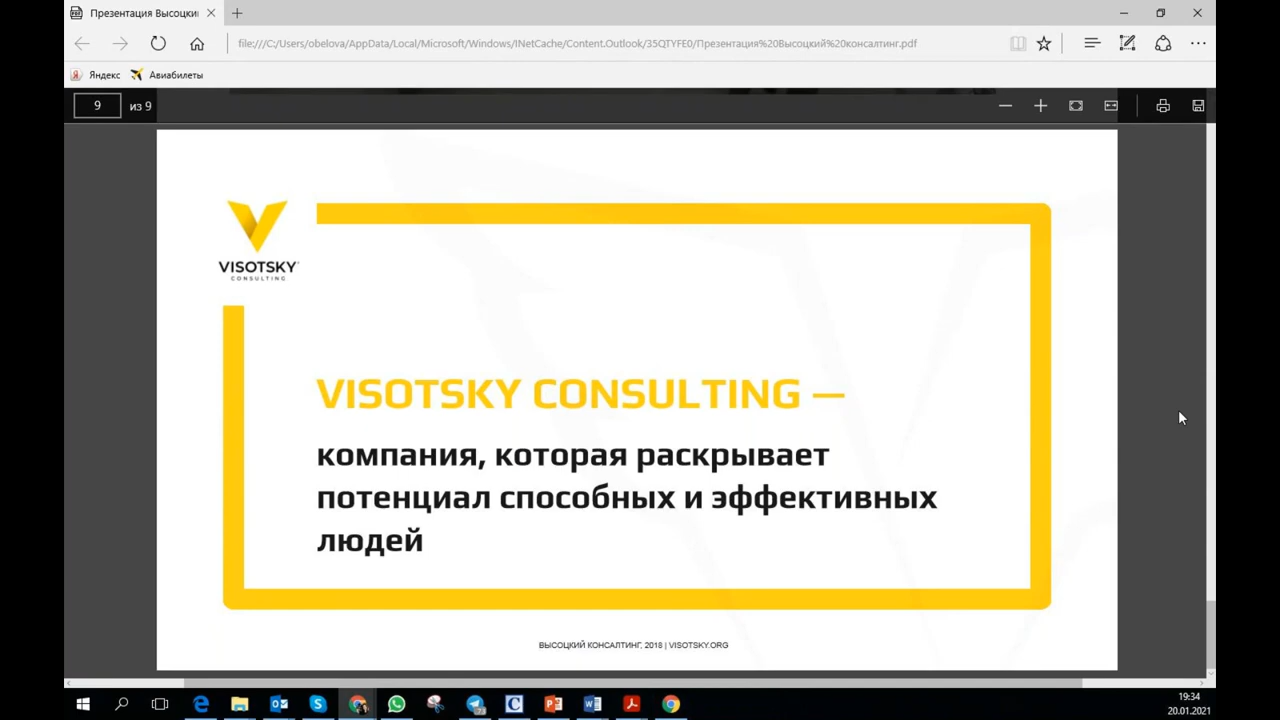 Презентация Высоцки
file:///C:/Users/obelova/AppData/Local/Microsoft/Windows/INetCache/Content.Outlook/35QTYFE0/Презентация%20Высоцкий%20консалтинг.pdf
Яндекс
Авиабилеты
9 из 9
VISOTSKY
CONSULTING
VISOTSKY CONSULTING —
компания, которая раскрывает
потенциал способных и эффективных
людей
ВЫСОЦКИЙ КОНСАЛТИНГ, 2018 | VISOTSKY.ORG
19:34
20.01.2021